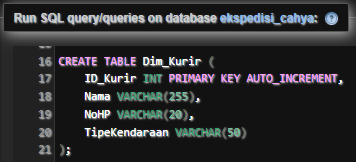 Run SQL query/queries on database ekspedisi_cahya:
16 CREATE TABLE Dim_Kurir (
17 ID_Kurir INT PRIMARY KEY AUTO_INCREMENT,
18 Nama VARCHAR(255),
19 NoHP VARCHAR(20),
20 TipeKendaraan VARCHAR(50)
21 );